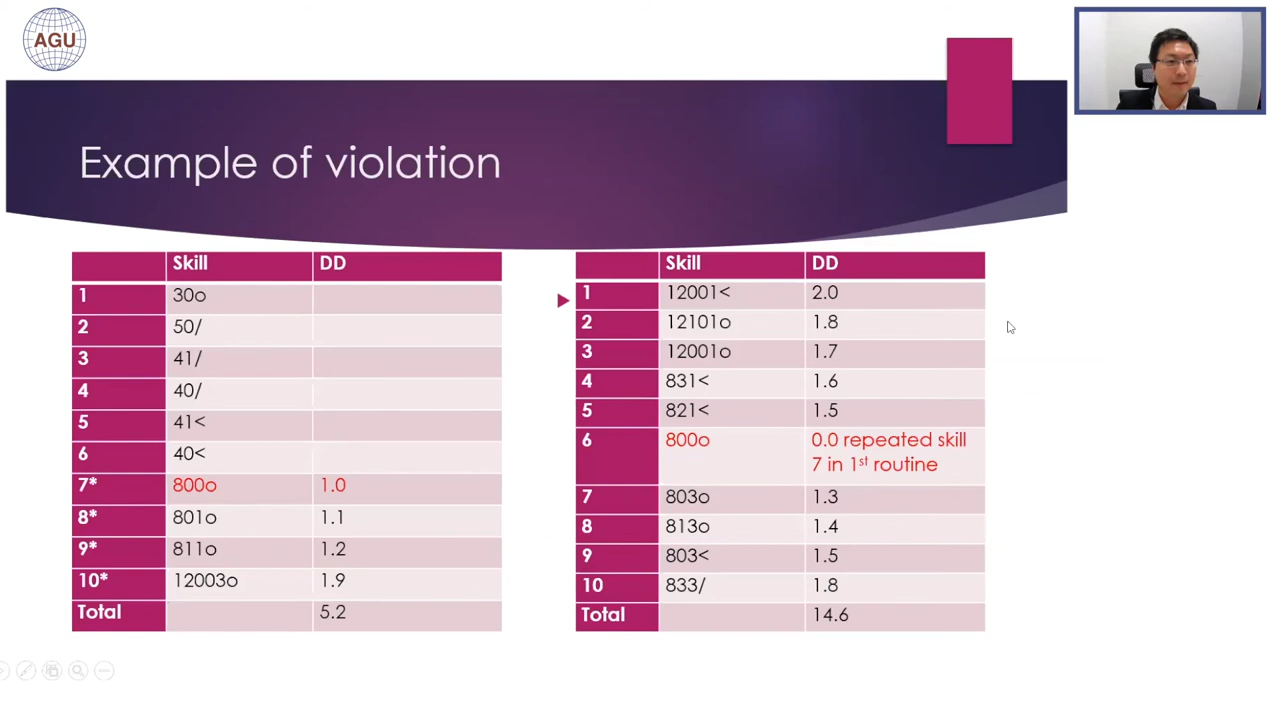 AGU
Example of violation
Skill DD
1 30o
2 50/
3 41/
4 40/
5 41<
6 40<
7* 800o 1.0
8* 801o 1.1
9* 811o 1.2
10* 12003o 1.9
Total 5.2
Skill DD
1 12001< 2.0
2 12101o 1.8
3 12001o 1.7
4 831< 1.6
5 821< 1.5
6 800o 0.0 repeated skill
7 in 1st routine
7 803o 1.3
8 813o 1.4
9 803< 1.5
10 833/ 1.8
Total 14.6